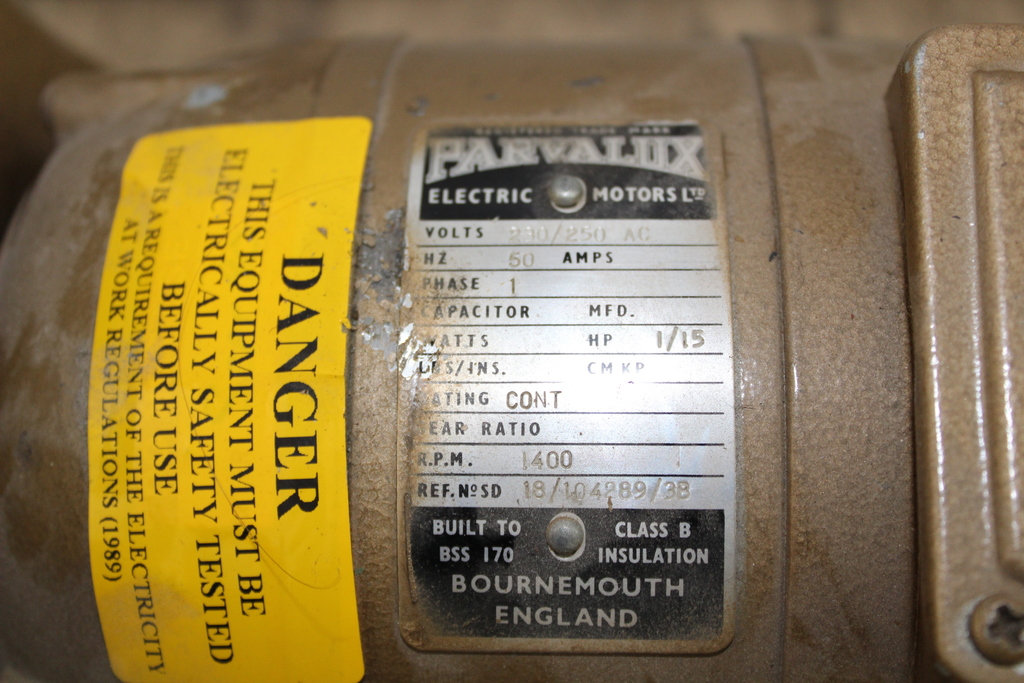 DANGER
THIS EQUIPMENT MUST BE
ELECTRICALLY SAFETY TESTED
BEFORE USE
THIS IS A REQUIREMENT OF THE ELECTRICITY
AT WORK REGULATIONS (1989)
REGISTERED TRADE MARK
PARVALUX
ELECTRIC MOTORS LTD
VOLTS 230/250 AC
HZ 50 AMPS
PHASE 1
CAPACITOR MFD.
WATTS HP 1/15
LBS/INS. CM KP
RATING CONT
GEAR RATIO
R.P.M. 1400
REF. Nº SD
BUILT TO CLASS B
BSS 170 INSULATION
BOURNEMOUTH
ENGLAND